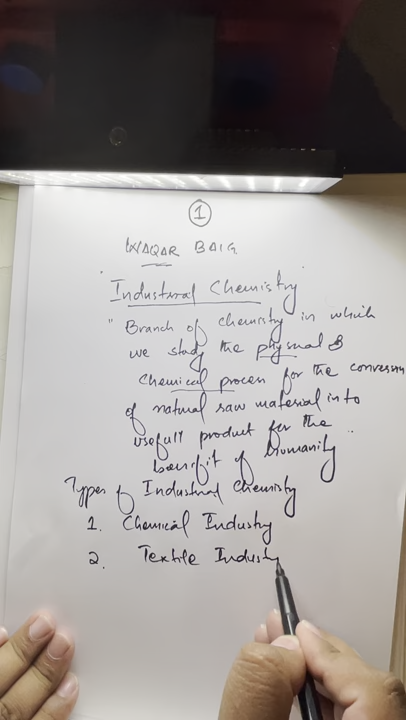 1
WAQAR BAIG
"Industrial Chemistry"
" Branch of chemistry in which
we study the physical &
Chemical process for the conversion
of natural raw material into
usefull product for the
benifit of humanity "
Types of Industrial Chemistry
1. Chemical Industry
2. Textile Industry